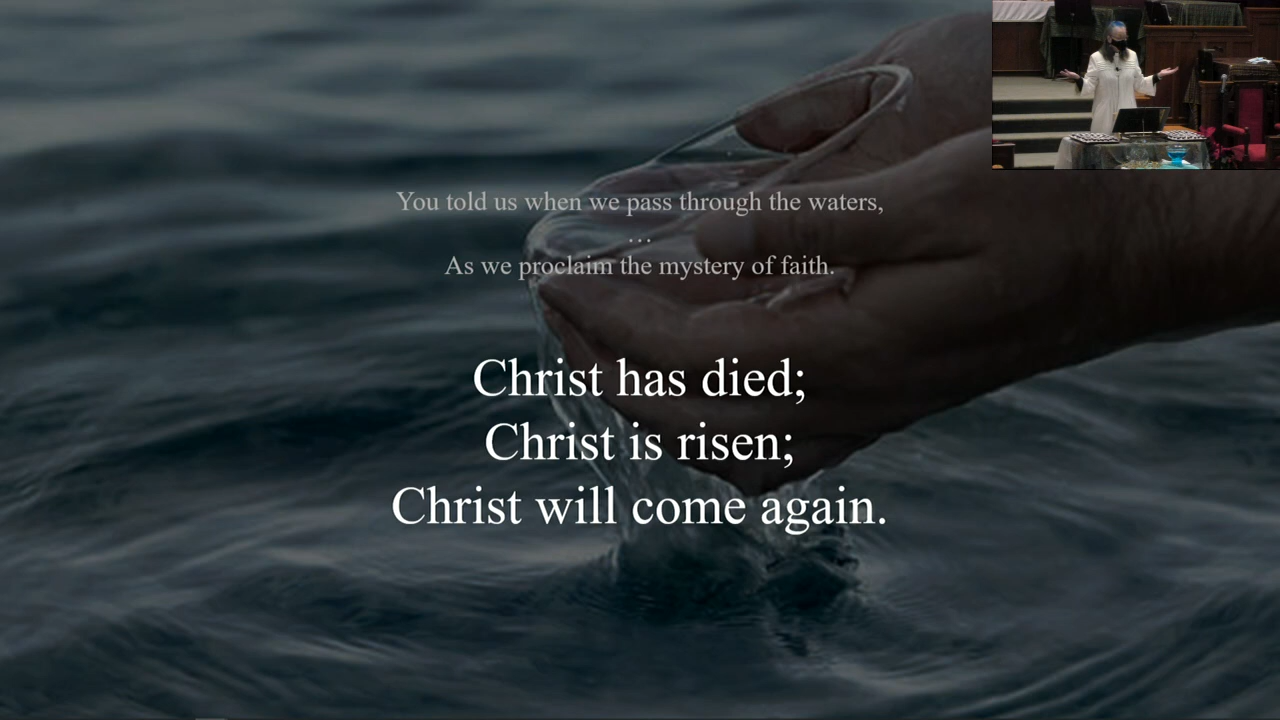 You told us when we pass through the waters,
...
As we proclaim the mystery of faith.
Christ has died;
Christ is risen;
Christ will come again.